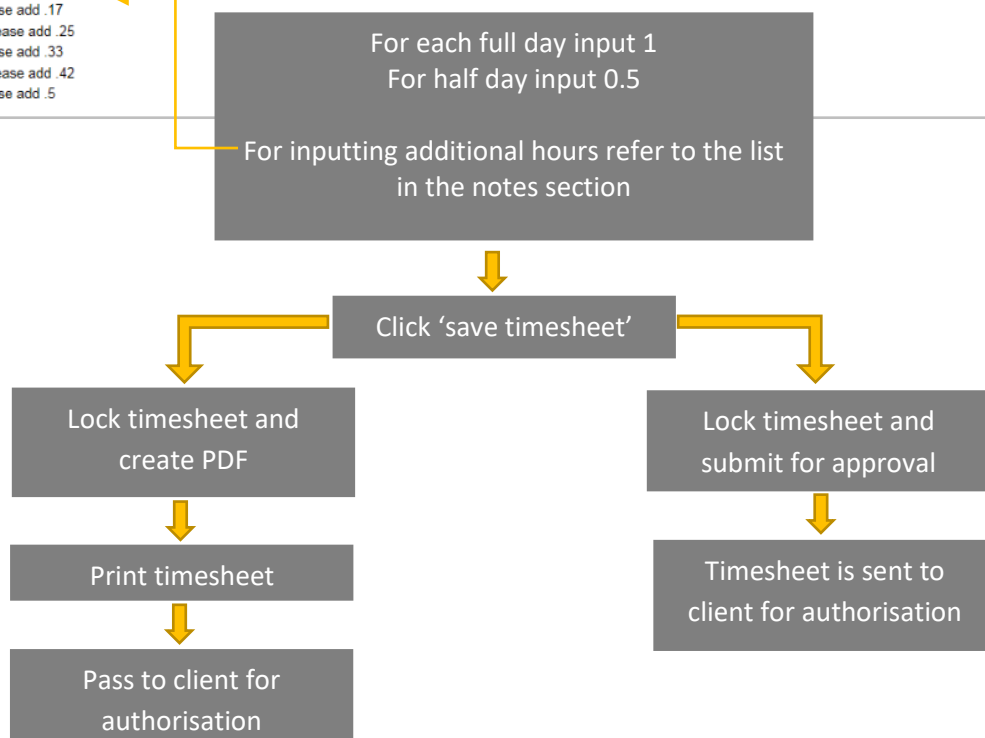 se add .17
ease add .25
se add .33
ease add .42
se add .5
For each full day input 1
For half day input 0.5
For inputting additional hours refer to the list
in the notes section
Click ‘save timesheet’
Lock timesheet and
create PDF
Print timesheet
Pass to client for
authorisation
Lock timesheet and
submit for approval
Timesheet is sent to
client for authorisation